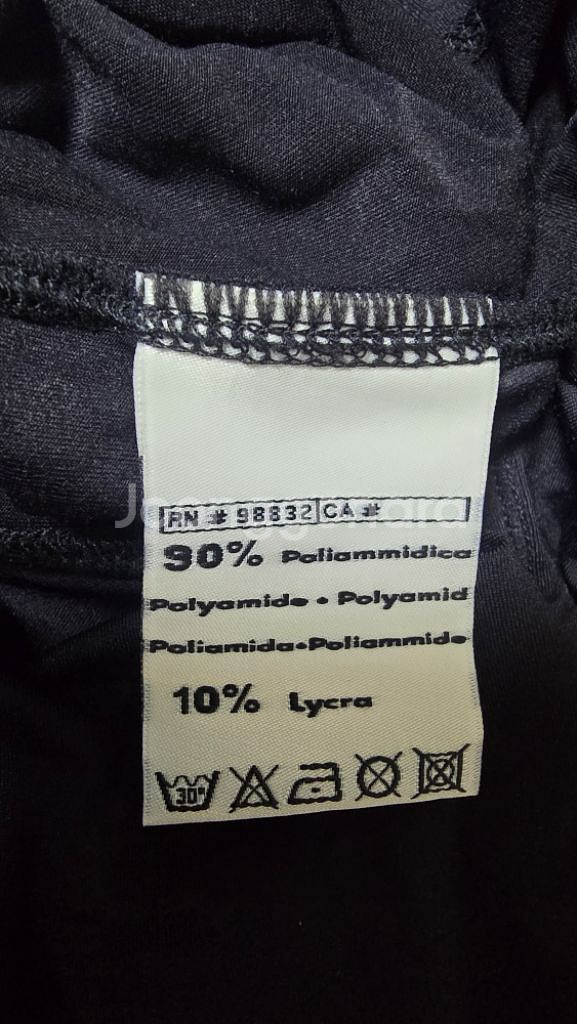 RN # 98832 CA #
90% Poliammidica
Polyamide • Polyamid
Poliamida•Poliammide
10% Lycra
30°